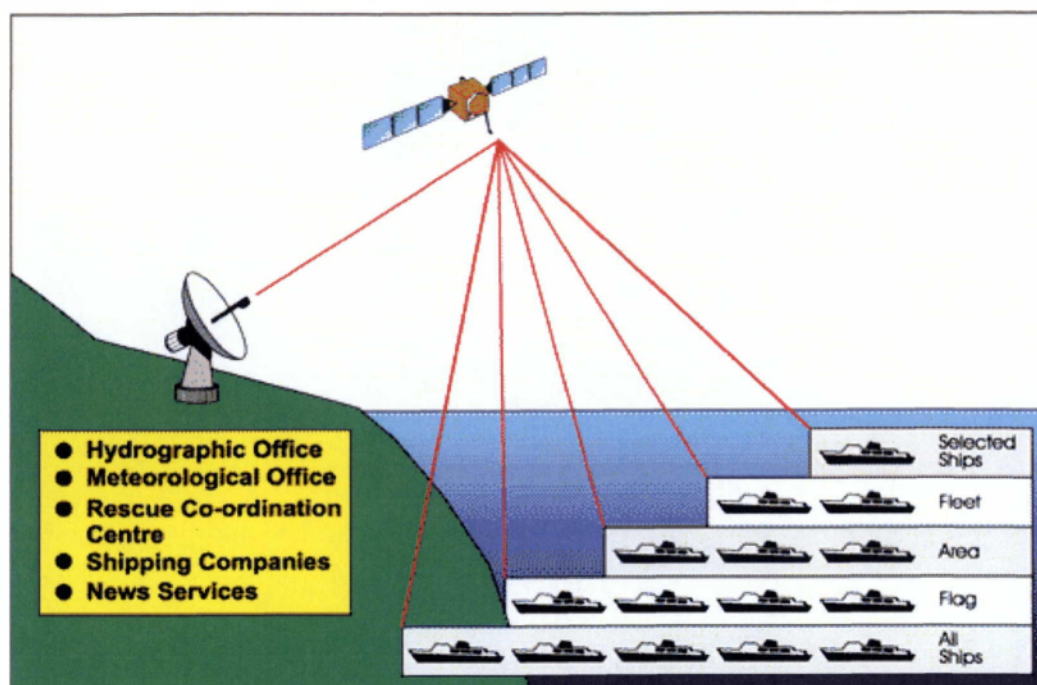 ● Hydrographic Office
● Meteorological Office
● Rescue Co-ordination
Centre
● Shipping Companies
● News Services
Selected
Ships
Fleet
Area
Flag
All
Ships